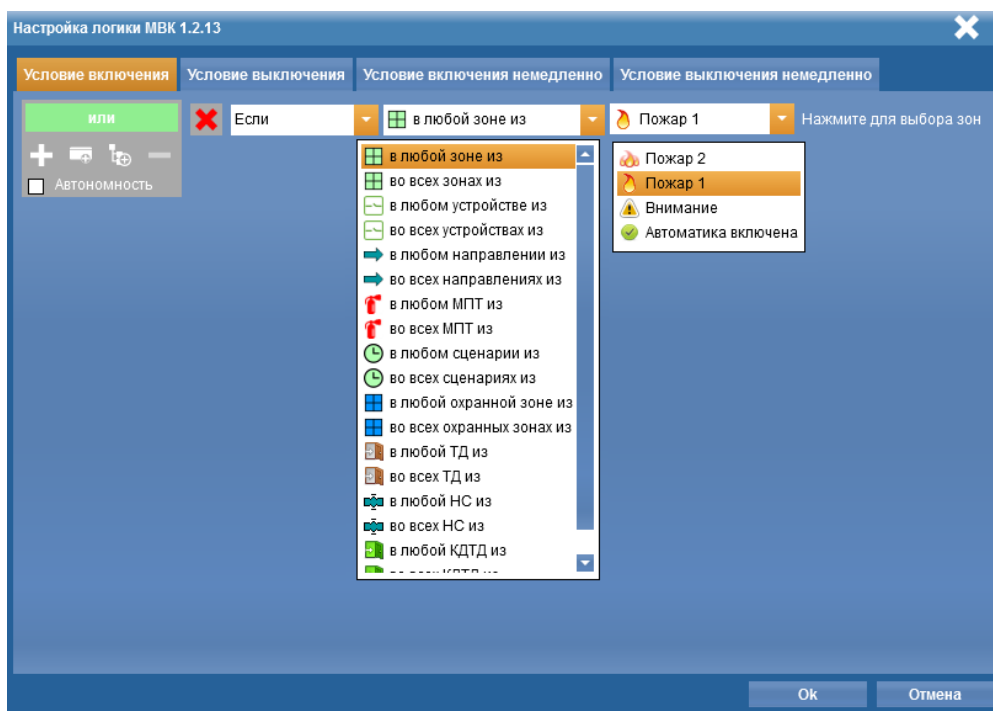 Настройка логики МВК 1.2.13
Условие включения Условие выключения Условие включения немедленно Условие выключения немедленно
или Если в любой зоне из Пожар 1 Нажмите для выбора зон
Автономность
в любой зоне из
во всех зонах из
в любом устройстве из
во всех устройствах из
в любом направлении из
во всех направлениях из
в любом МПТ из
во всех МПТ из
в любом сценарии из
во всех сценариях из
в любой охранной зоне из
во всех охранных зонах из
в любой ТД из
во всех ТД из
в любой НС из
во всех НС из
в любой КДТД из
Пожар 2
Пожар 1
Внимание
Автоматика включена
Ok Отмена